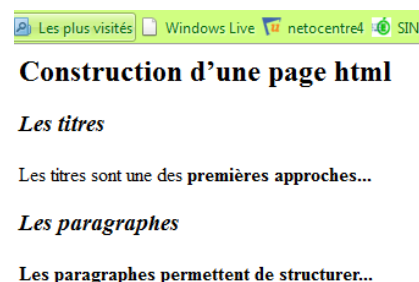 Les plus visités Windows Live netocentre4 SIN
Construction d’une page html
Les titres
Les titres sont une des premières approches...
Les paragraphes
Les paragraphes permettent de structurer...